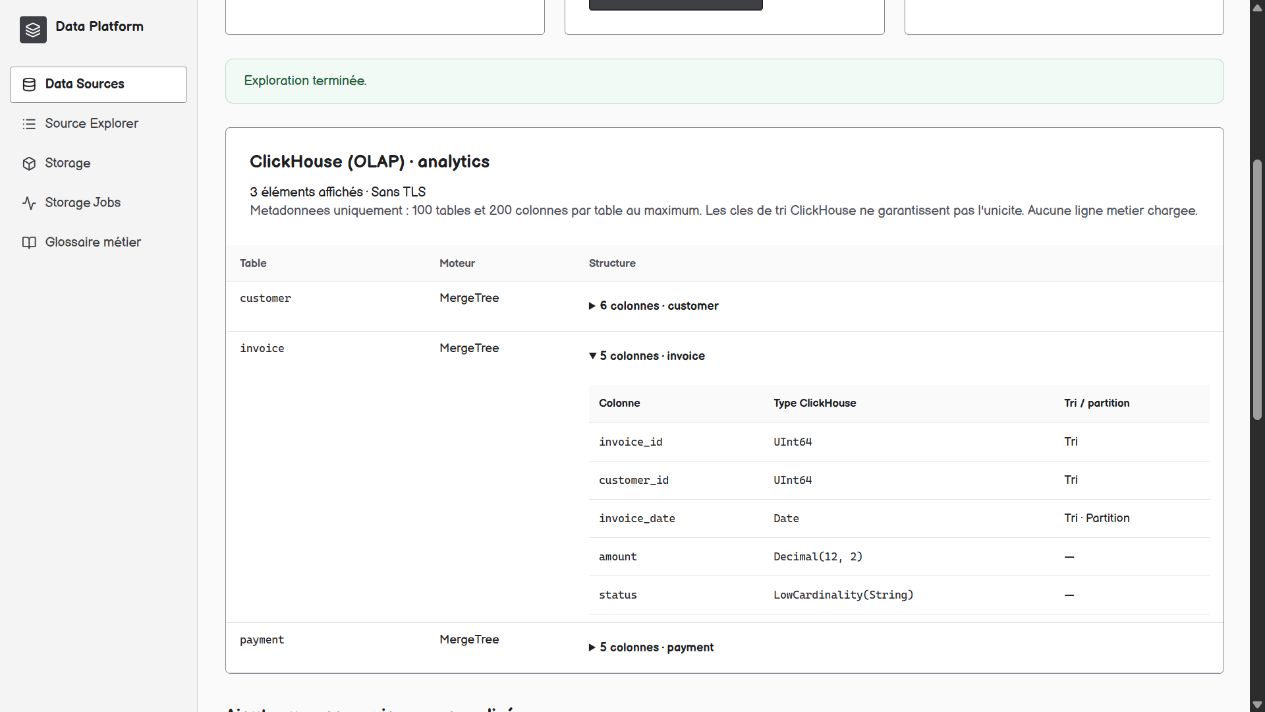 Data Platform
Data Sources
Source Explorer
Storage
Storage Jobs
Glossaire métier
Exploration terminée.
ClickHouse (OLAP) · analytics
3 éléments affichés · Sans TLS
Metadonnees uniquement : 100 tables et 200 colonnes par table au maximum. Les cles de tri ClickHouse ne garantissent pas l'unicite. Aucune ligne metier chargee.
Table Moteur Structure
customer MergeTree ▶ 6 colonnes · customer
invoice MergeTree ▼ 5 colonnes · invoice
Colonne Type ClickHouse Tri / partition
invoice_id UInt64 Tri
customer_id UInt64 Tri
invoice_date Date Tri · Partition
amount Decimal(12, 2) —
status LowCardinality(String) —
payment MergeTree ▶ 5 colonnes · payment